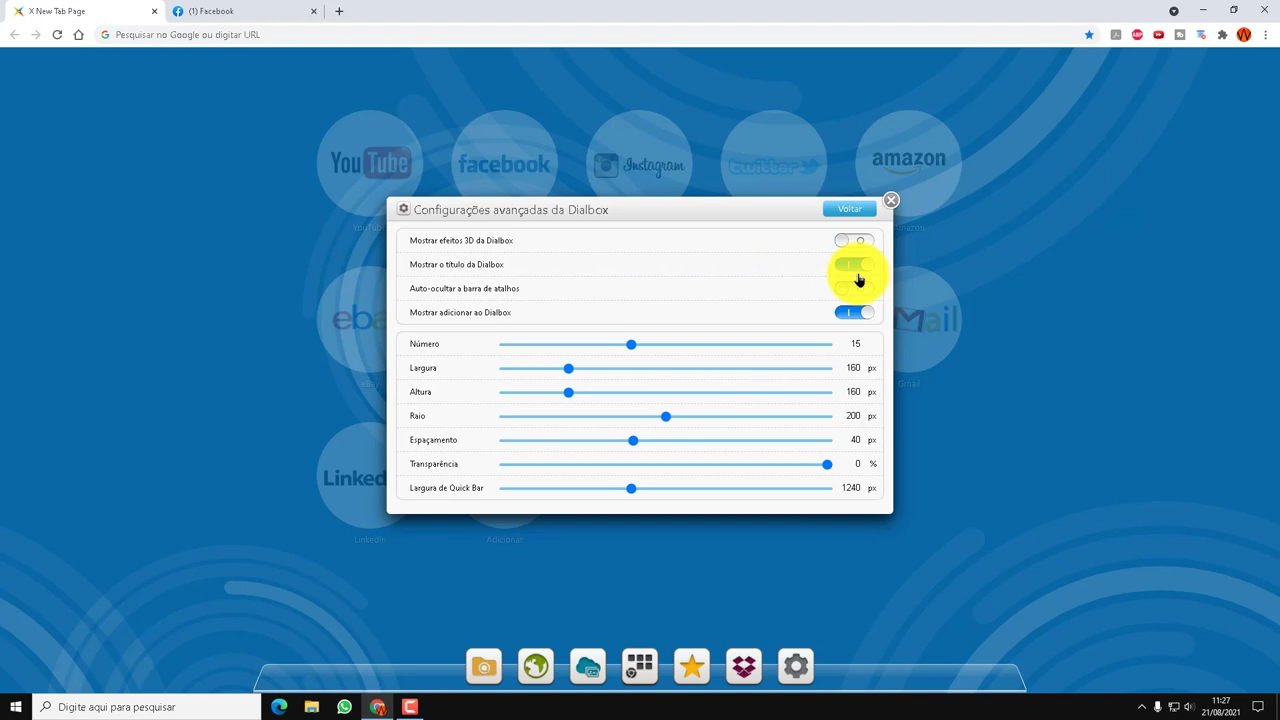 X New Tab Page
(1) Facebook
Pesquisar no Google ou digitar URL
YouTube
facebook
Instagram
twitter
amazon
Amazon
Configurações avançadas da Dialbox
Voltar
Mostrar efeitos 3D da Dialbox
Mostrar o título da Dialbox
Auto-ocultar a barra de atalhos
Mostrar adicionar ao Dialbox
Número
15
Largura
160 px
Altura
160 px
Raio
200 px
Espaçamento
40 px
Transparência
0 %
Largura de Quick Bar
1240 px
Gmail
Linkedin
Adicionar
Digite aqui para pesquisar
11:27
21/08/2021